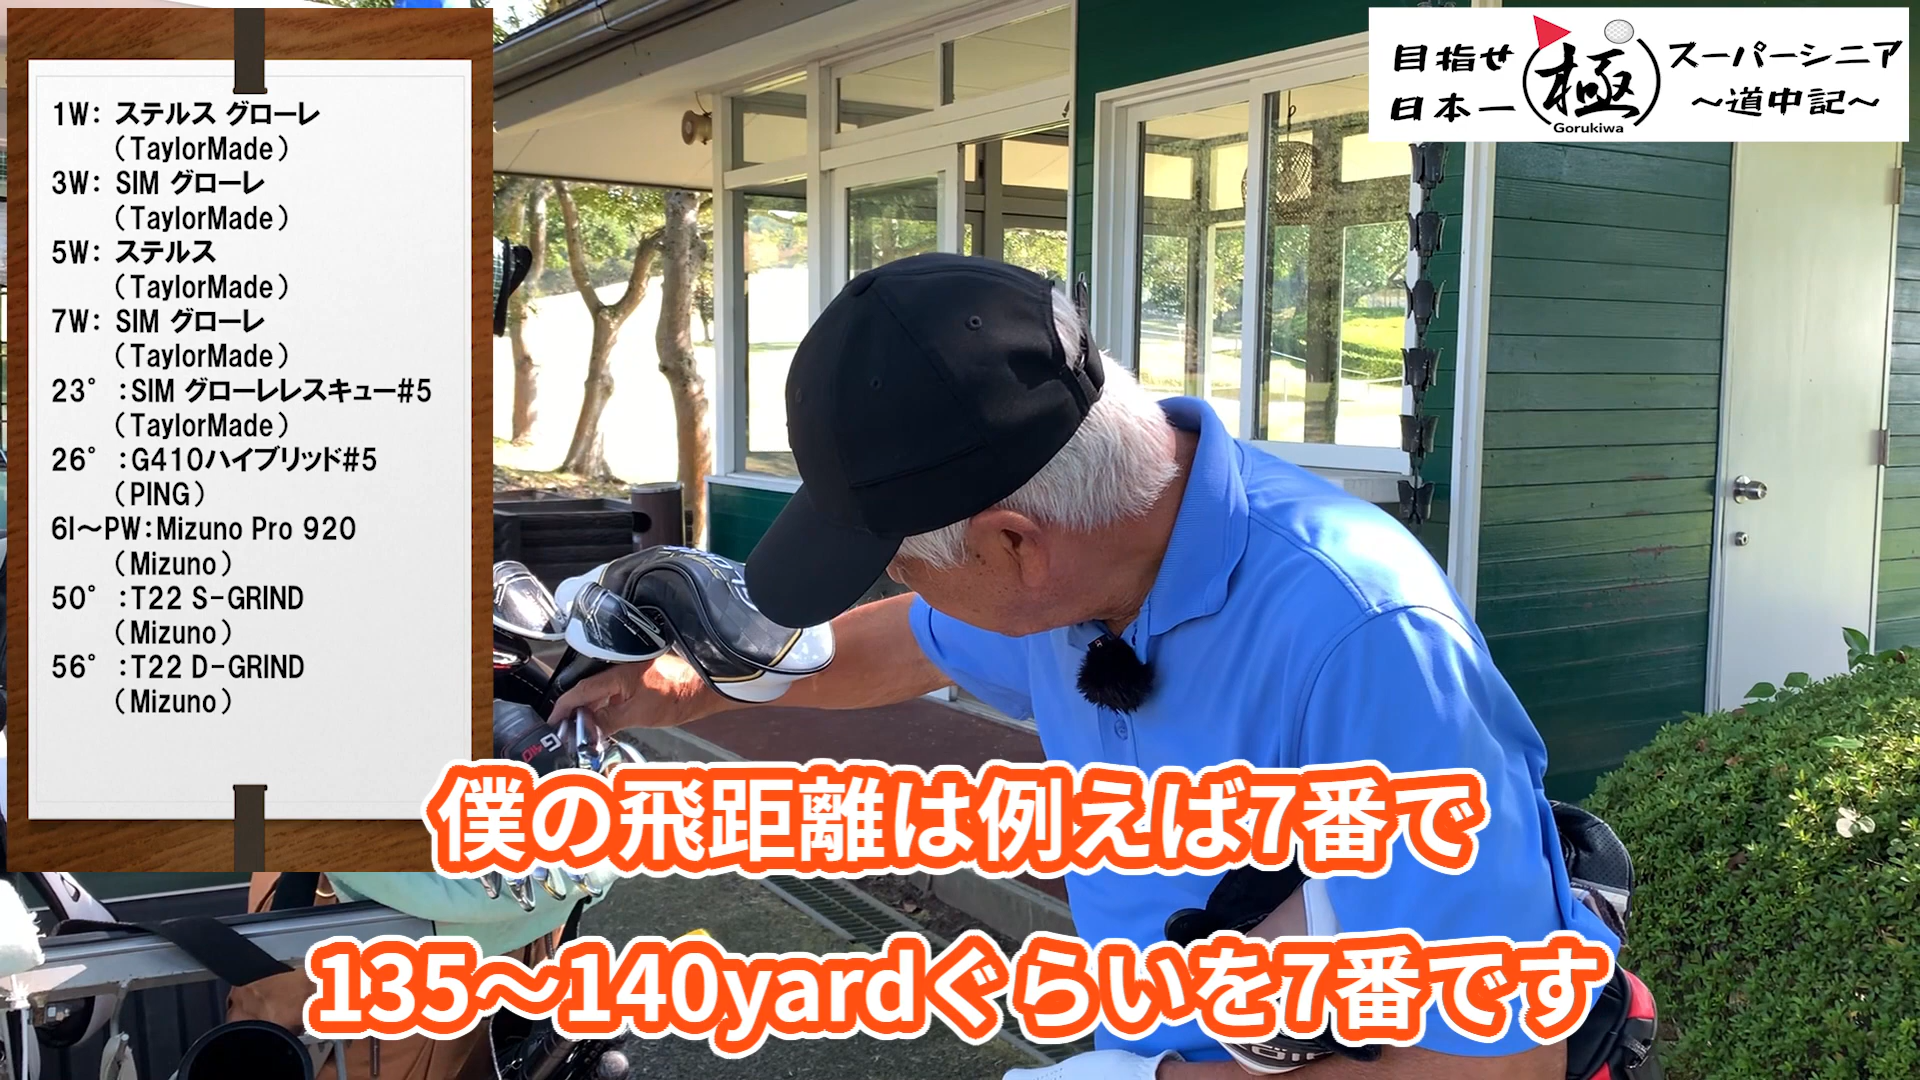 1W: ステルス グローレ
(TaylorMade)
3W: SIM グローレ
(TaylorMade)
5W: ステルス
(TaylorMade)
7W: SIM グローレ
(TaylorMade)
23°:SIM グローレレスキュー#5
(TaylorMade)
26°:G410ハイブリッド#5
(PING)
6I〜PW:Mizuno Pro 920
(Mizuno)
50°:T22 S-GRIND
(Mizuno)
56°:T22 D-GRIND
(Mizuno)
目指せ
日本一
極
Gorukiwa
スーパーシニア
〜道中記〜
G410
僕の飛距離は例えば7番で
135〜140yardぐらいを7番です